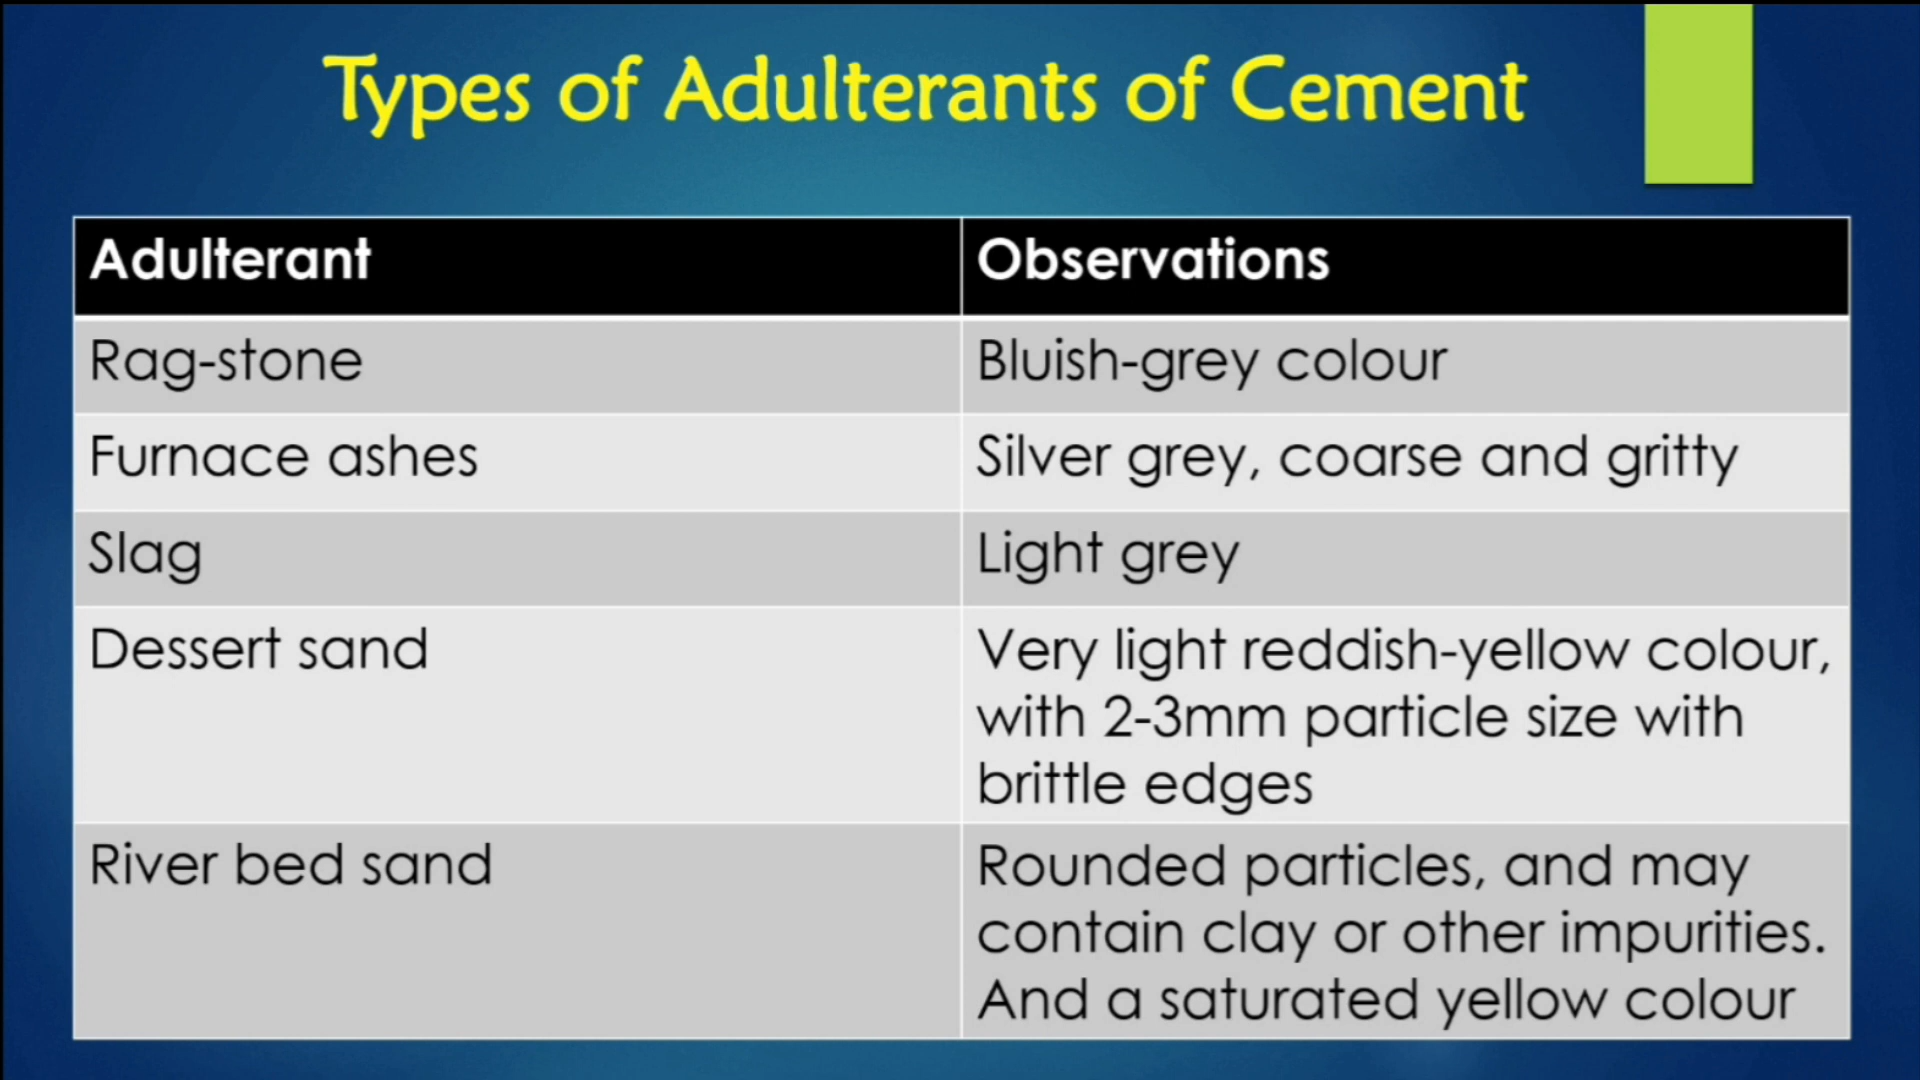 Types of Adulterants of Cement
Adulterant
Observations
Rag-stone
Bluish-grey colour
Furnace ashes
Silver grey, coarse and gritty
Slag
Light grey
Dessert sand
Very light reddish-yellow colour,
with 2-3mm particle size with
brittle edges
River bed sand
Rounded particles, and may
contain clay or other impurities.
And a saturated yellow colour